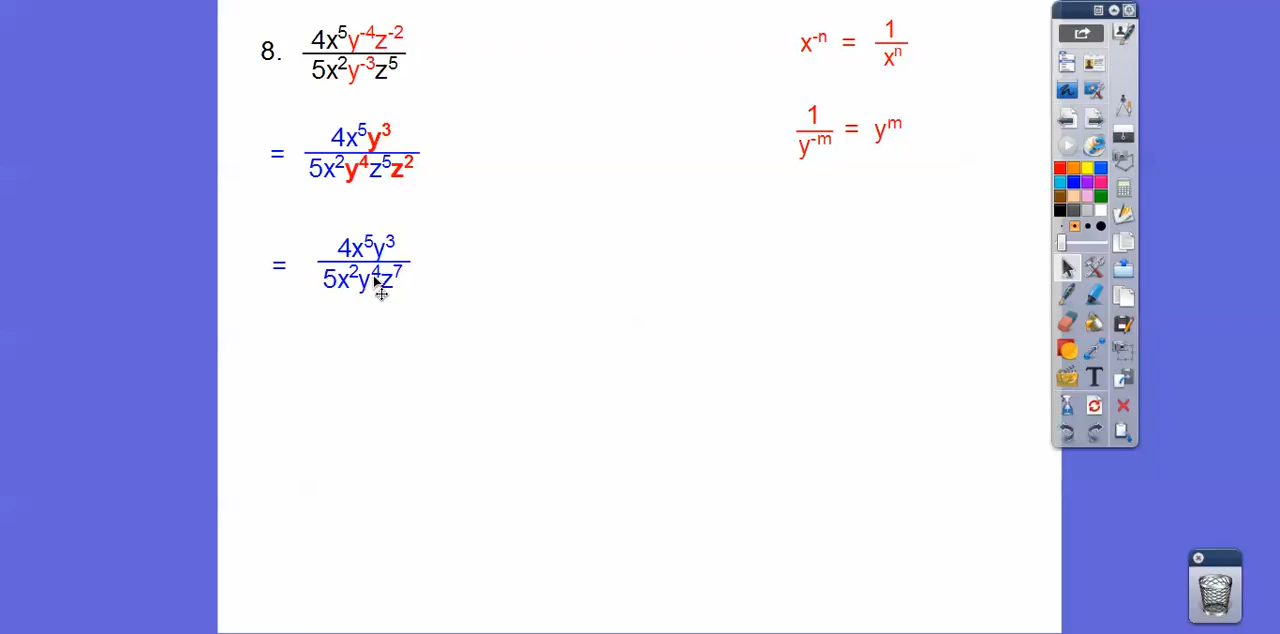 8. 4x⁵y⁻⁴z⁻²
5x²y⁻³z⁵
= 4x⁵y³
5x²y⁴z⁵z²
= 4x⁵y³
5x²y⁴z⁷
x⁻ⁿ = 1
xⁿ
1
y⁻ᵐ = yᵐ
T